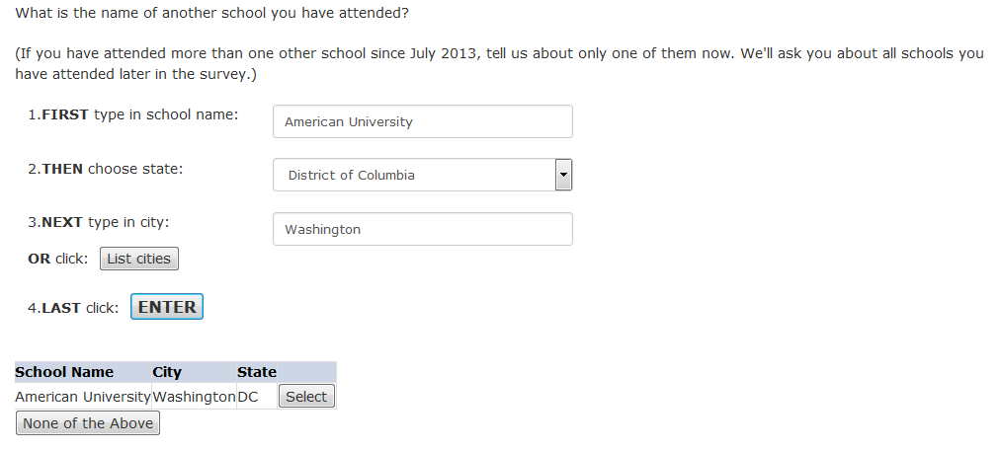 What is the name of another school you have attended?
(If you have attended more than one other school since July 2013, tell us about only one of them now. We'll ask you about all schools you
have attended later in the survey.)
1.FIRST type in school name: American University
2.THEN choose state: District of Columbia
3.NEXT type in city: Washington
OR click: List cities
4.LAST click: ENTER
School Name City State
American University Washington DC Select
None of the Above